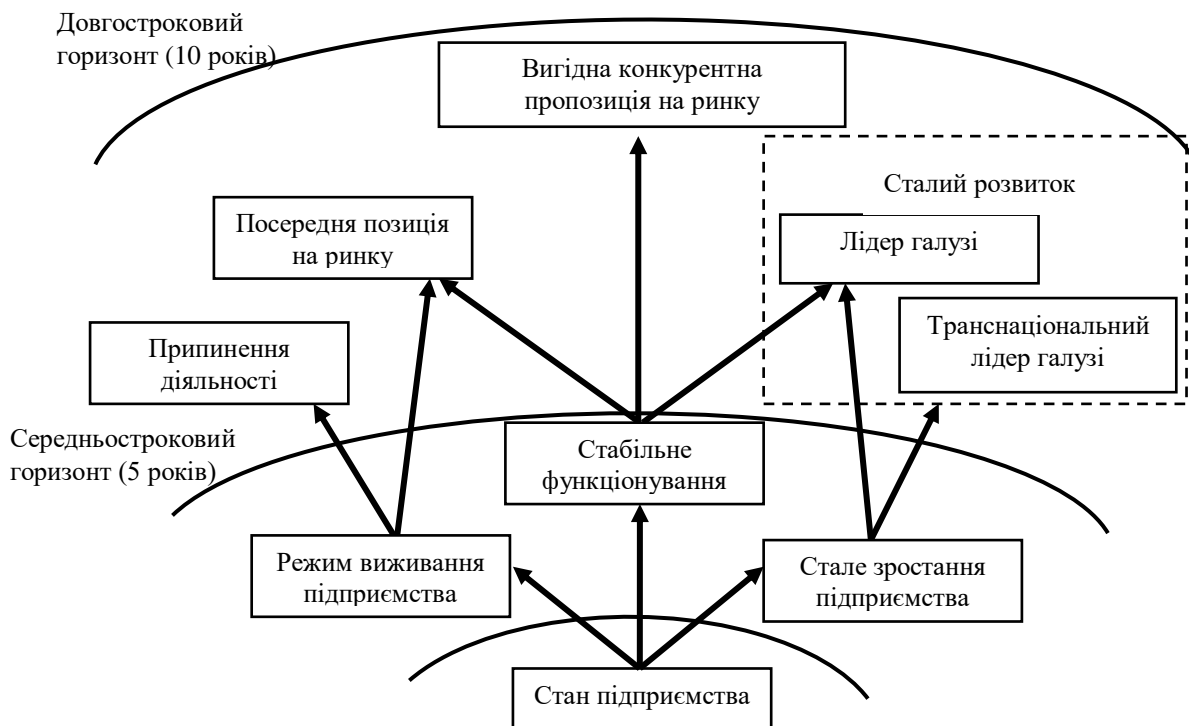 Довгостроковий
горизонт (10 років)
Вигідна конкурентна
пропозиція на ринку
Сталий розвиток
Посередня позиція
на ринку
Лідер галузі
Транснаціональний
лідер галузі
Припинення
діяльності
Середньостроковий
горизонт (5 років)
Стабільне
функціонування
Режим виживання
підприємства
Стале зростання
підприємства
Стан підприємства